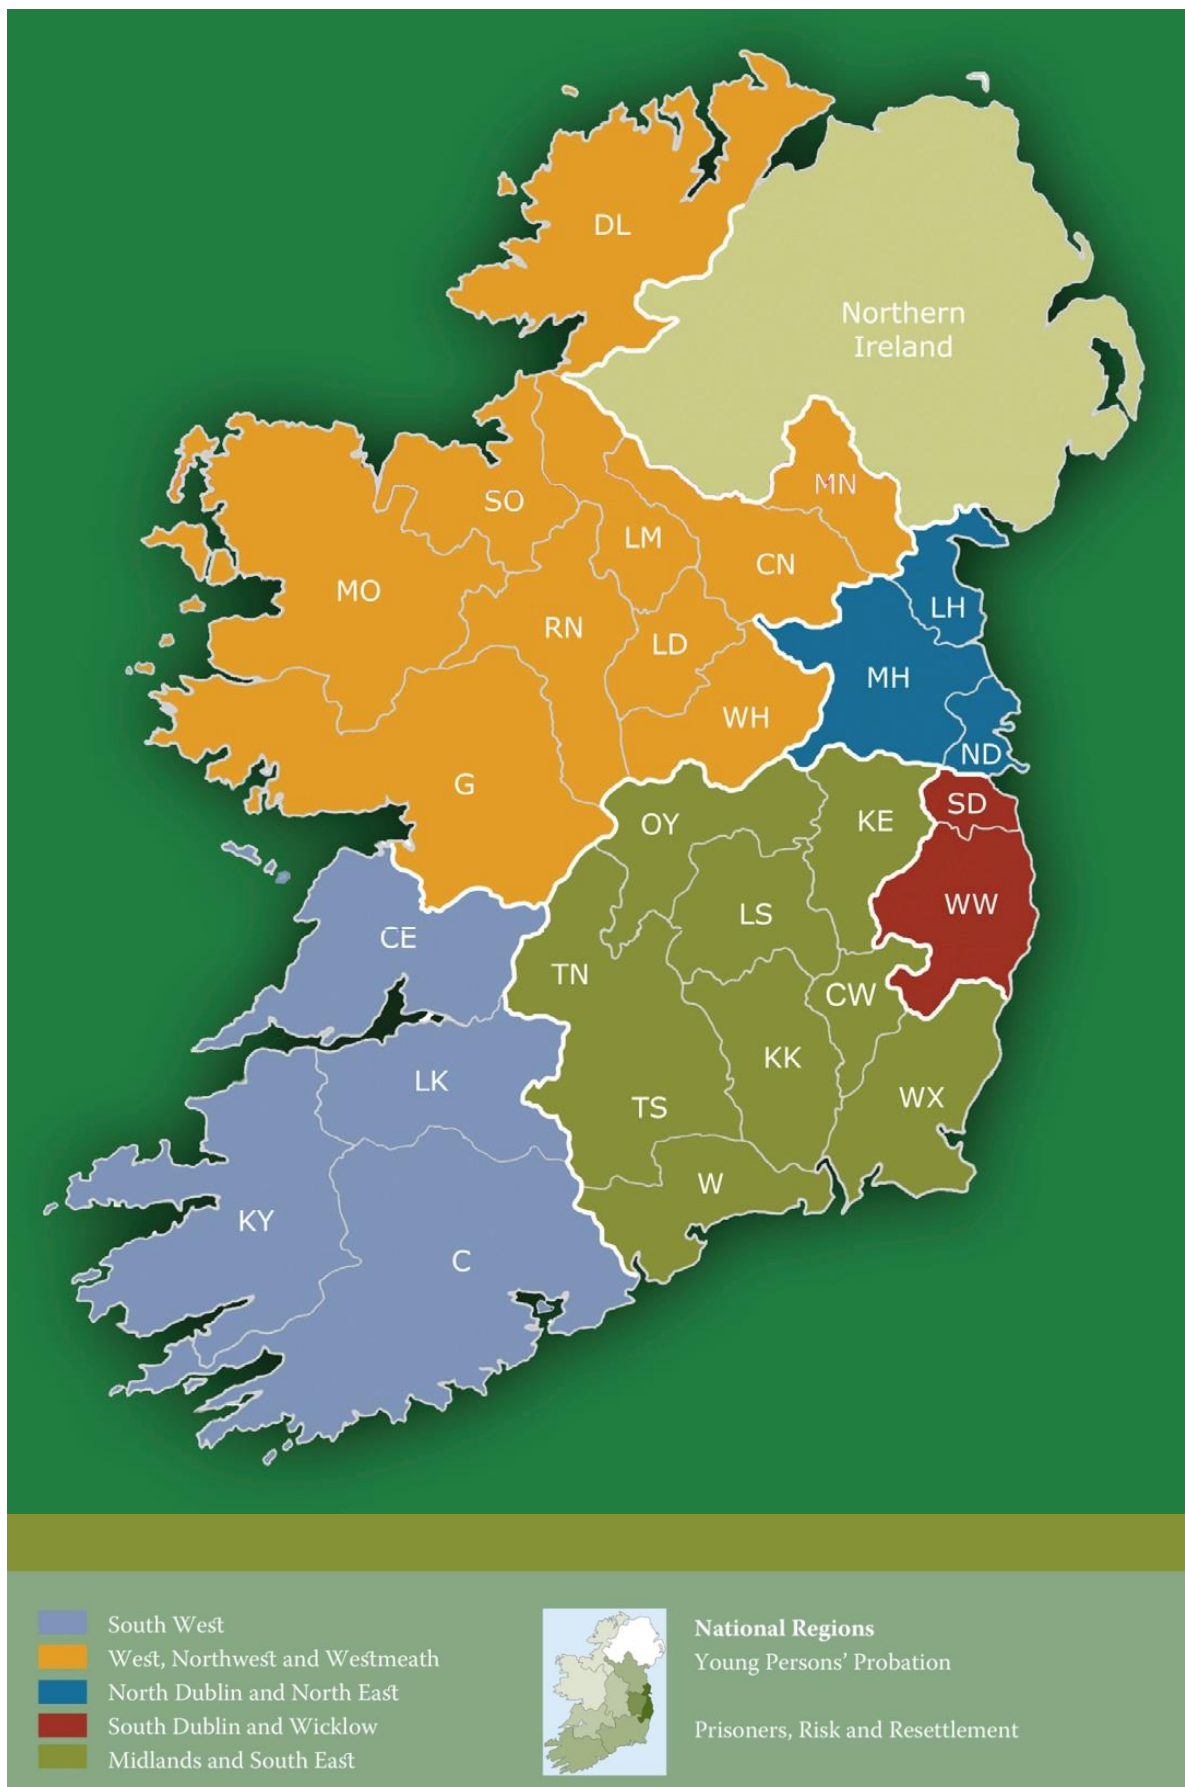 DL
Northern
Ireland
MN
SO
LM
CN
MO
LH
RN
LD
MH
WH
ND
G
SD
OY
KE
WW
LS
CE
TN
CW
KK
LK
WX
TS
W
KY
C
South West
West, Northwest and Westmeath
North Dublin and North East
South Dublin and Wicklow
Midlands and South East
National Regions
Young Persons’ Probation
Prisoners, Risk and Resettlement